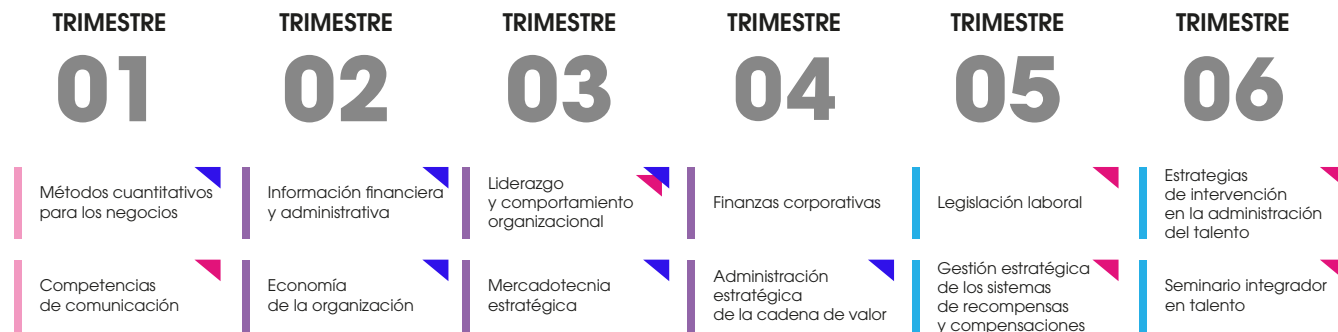 TRIMESTRE
01
TRIMESTRE
02
TRIMESTRE
03
TRIMESTRE
04
TRIMESTRE
05
TRIMESTRE
06
Métodos cuantitativos
para los negocios
Información financiera
y administrativa
Liderazgo
y comportamiento
organizacional
Finanzas corporativas
Legislación laboral
Estrategias
de intervención
en la administración
del talento
Competencias
de comunicación
Economía
de la organización
Mercadotecnia
estratégica
Administración
estratégica
de la cadena de valor
Gestión estratégica
de los sistemas
de recompensas
y compensaciones
Seminario integrador
en talento